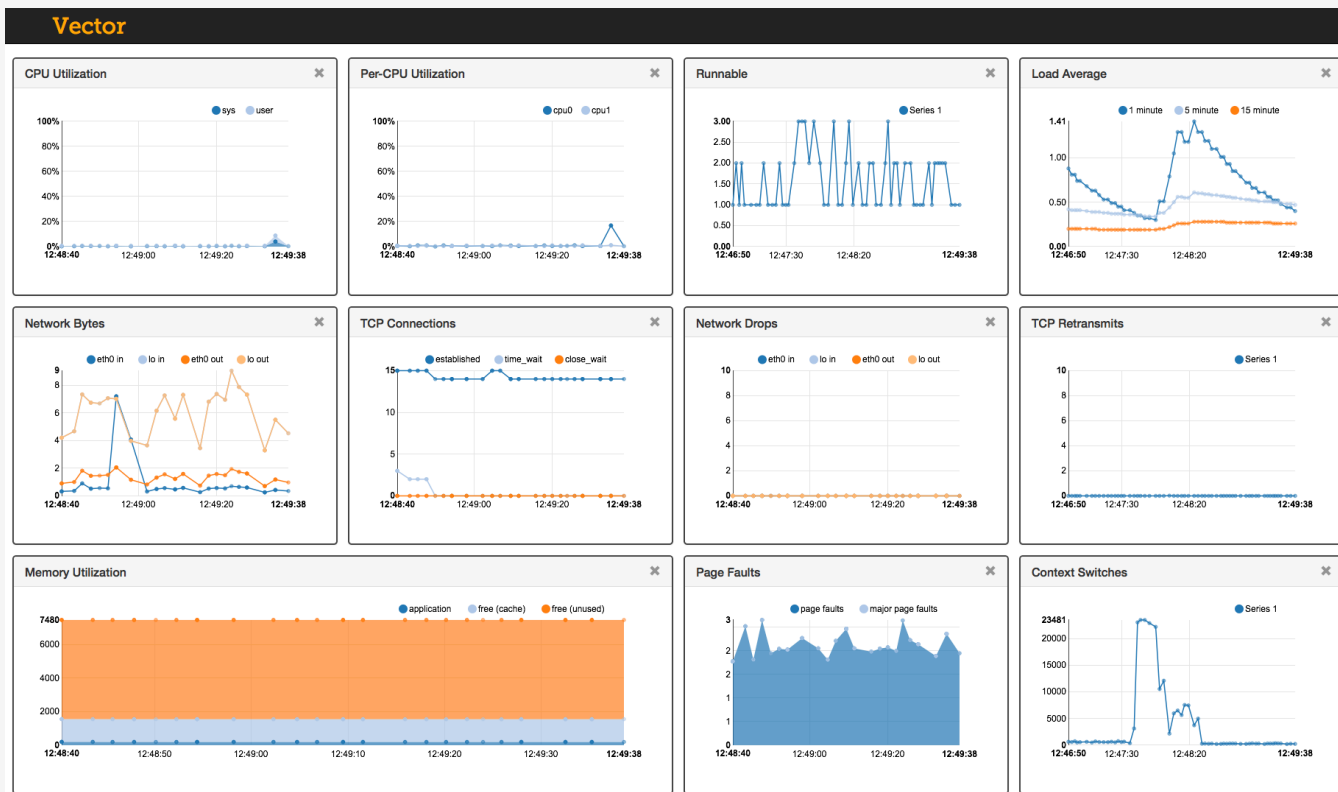 Vector
CPU Utilization
sys user
100%
80%
60%
40%
20%
0%
12:48:40 12:49:00 12:49:20 12:49:38
Per-CPU Utilization
cpu0 cpu1
100%
80%
60%
40%
20%
0%
12:48:40 12:49:00 12:49:20 12:49:38
Runnable
Series 1
3.00
2.50
2.00
1.50
1.00
0.50
0.00
12:46:50 12:47:30 12:48:20 12:49:38
Load Average
1 minute 5 minute 15 minute
1.41
1.00
0.50
0.00
12:46:50 12:47:30 12:48:20 12:49:38
Network Bytes
eth0 in lo in eth0 out lo out
9
8
6
4
2
0
12:48:40 12:49:00 12:49:20 12:49:38
TCP Connections
established time_wait close_wait
15
10
5
0
12:48:40 12:49:00 12:49:20 12:49:38
Network Drops
eth0 in lo in eth0 out lo out
10
8
6
4
2
0
12:48:40 12:49:00 12:49:20 12:49:38
TCP Retransmits
Series 1
10
8
6
4
2
0
12:46:50 12:47:30 12:48:20 12:49:38
Memory Utilization
application free (cache) free (unused)
7480
6000
4000
2000
0
12:48:40 12:48:50 12:49:00 12:49:10 12:49:20 12:49:30 12:49:38
Page Faults
page faults major page faults
3
2
2
1
1
0
12:48:40 12:49:00 12:49:20 12:49:38
Context Switches
Series 1
23481
20000
15000
10000
5000
0
12:46:50 12:47:30 12:48:20 12:49:38